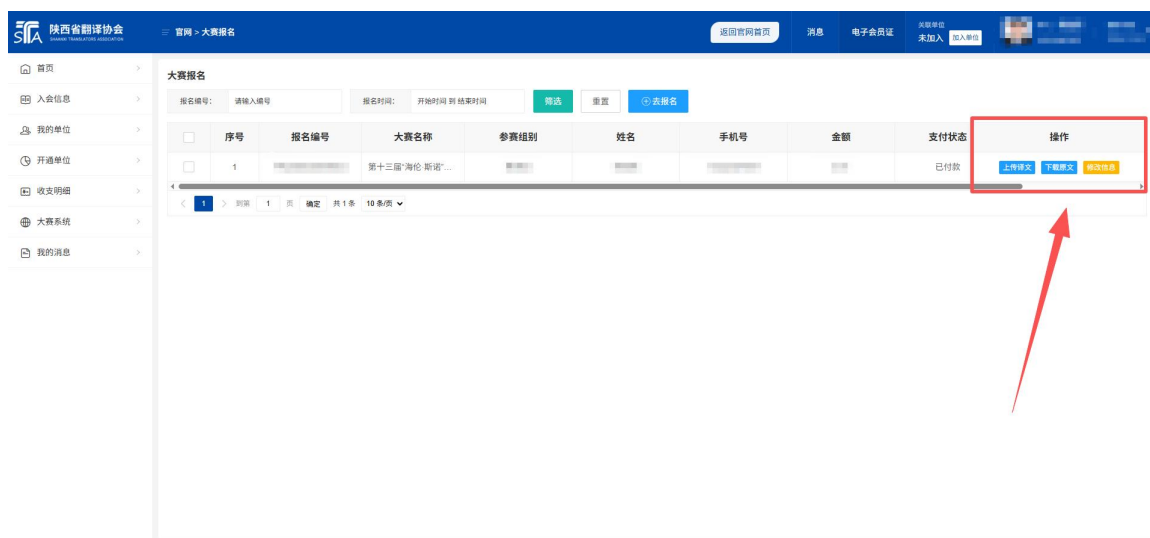 陕西省翻译协会
SHAANXI TRANSLATORS ASSOCIATION
官网 > 大赛报名
返回官网首页
消息
电子会员证
关联单位
未加入 加入单位
首页
入会信息
我的单位
开通单位
收支明细
大赛系统
我的消息
大赛报名
报名编号: 请输入编号 报名时间: 开始时间 到 结束时间 筛选 重置 去报名
序号 报名编号 大赛名称 参赛组别 姓名 手机号 金额 支付状态 操作
1 第十三届“海伦·斯诺”... 已付款 上传译文 下载原文 修改信息
1 到第 1 页 确定 共 1 条 10 条/页